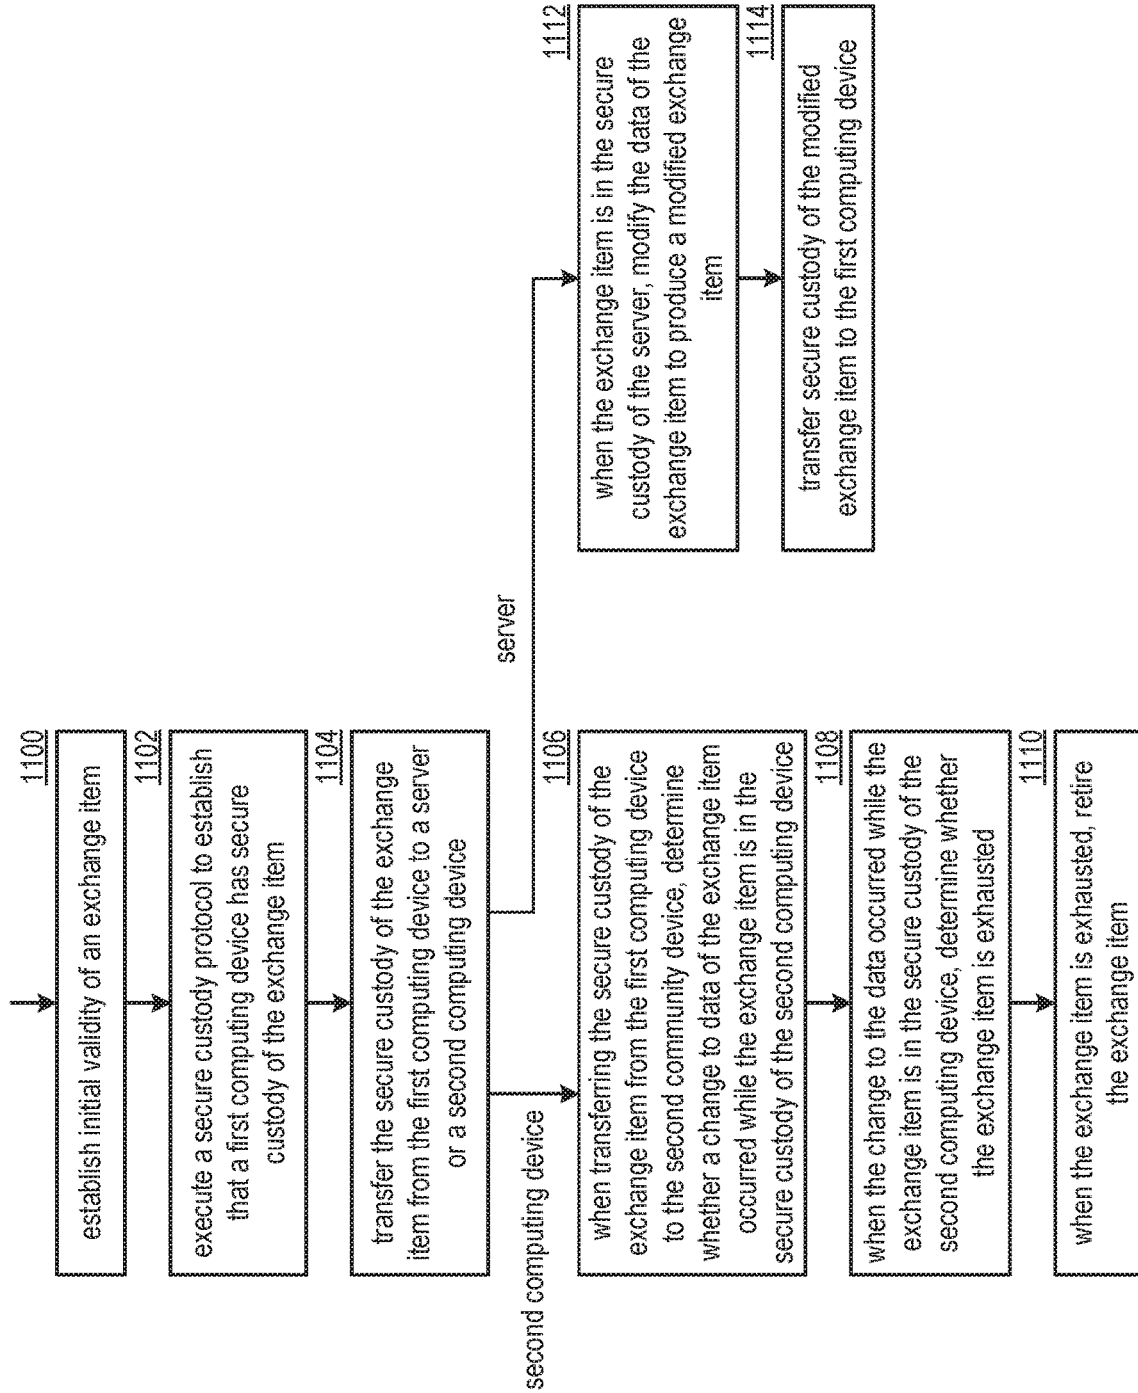 1100
establish initial validity of an exchange item
1102
execute a secure custody protocol to establish
that a first computing device has secure
custody of the exchange item
1104
transfer the secure custody of the exchange
item from the first computing device to a server
or a second computing device
second computing device
server
1106
when transferring the secure custody of the
exchange item from the first computing device
to the second community device, determine
whether a change to data of the exchange item
occurred while the exchange item is in the
secure custody of the second computing device
1108
when the change to the data occurred while the
exchange item is in the secure custody of the
second computing device, determine whether
the exchange item is exhausted
1110
when the exchange item is exhausted, retire
the exchange item
1112
when the exchange item is in the secure
custody of the server, modify the data of the
exchange item to produce a modified exchange
item
1114
transfer secure custody of the modified
exchange item to the first computing device